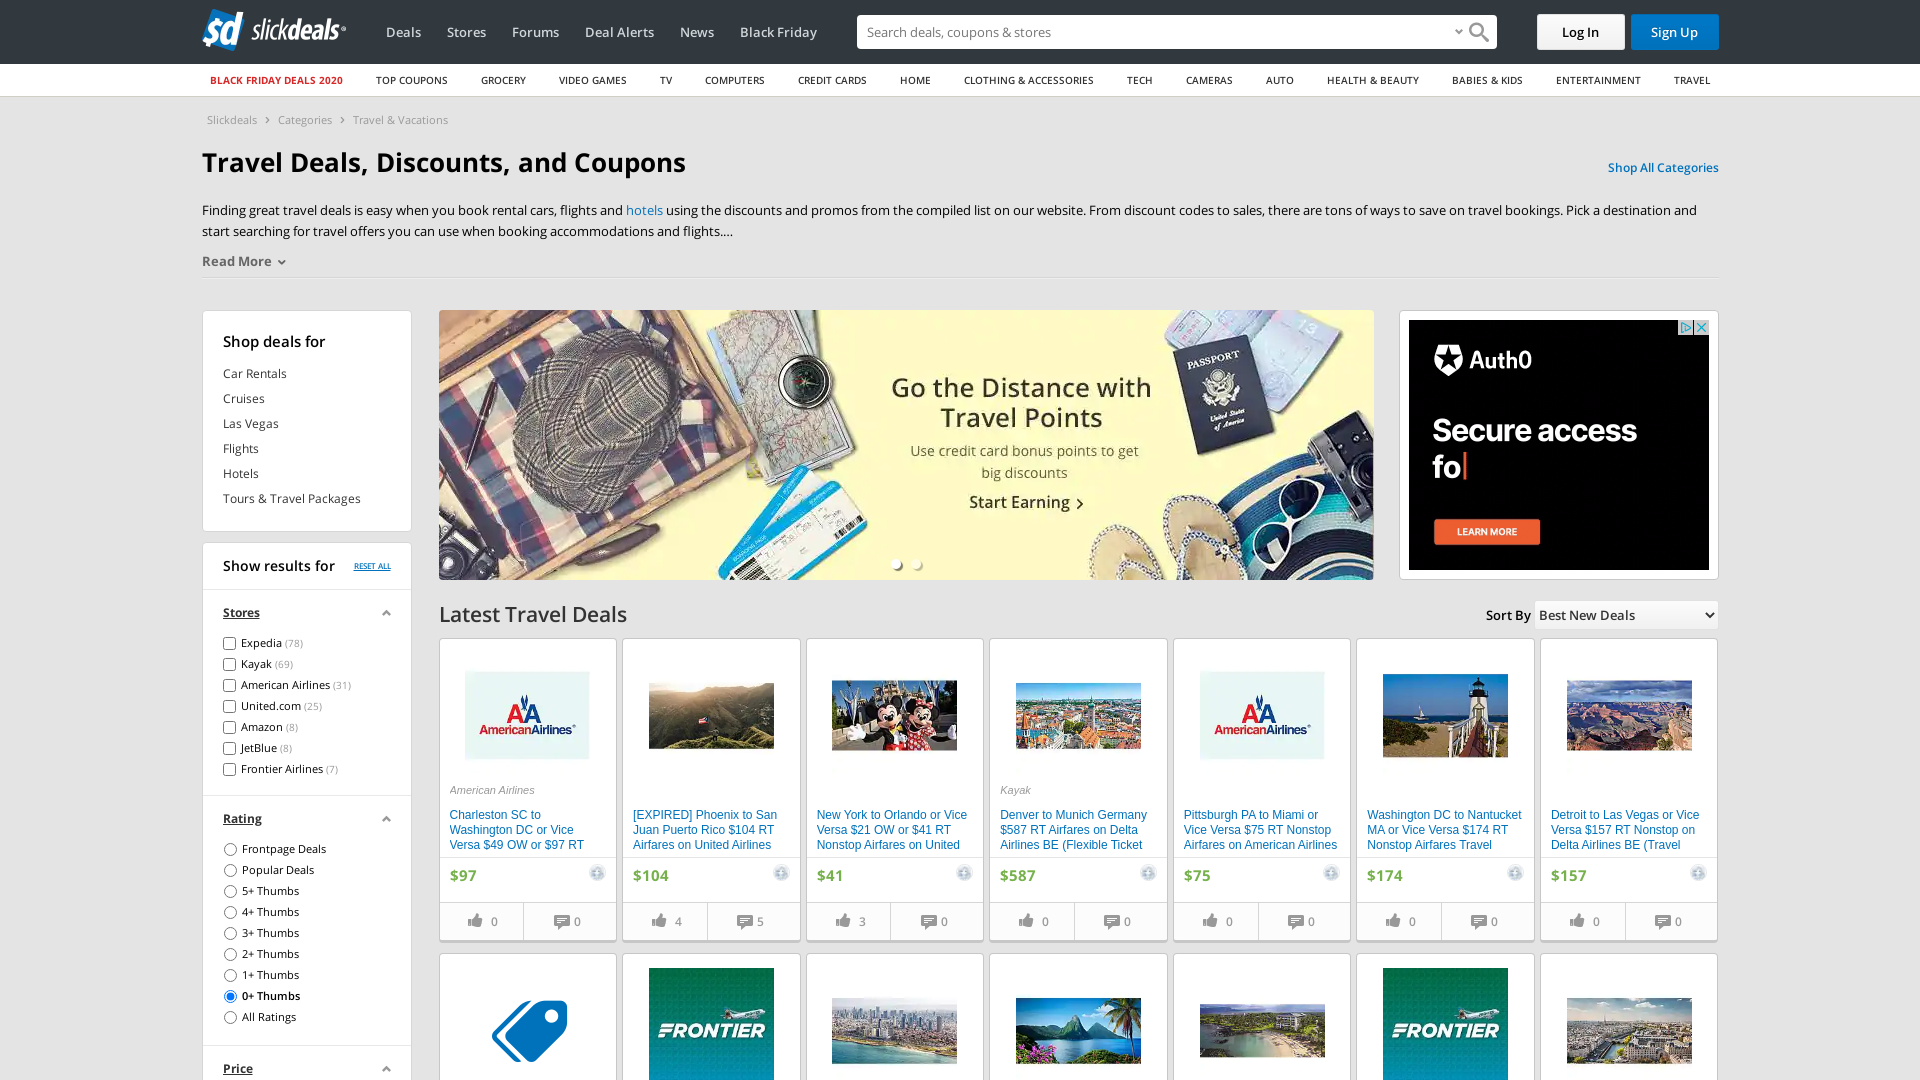 sd slickdeals
Deals
Stores
Forums
Deal Alerts
News
Black Friday
Search deals, coupons & stores
Log In
Sign Up
BLACK FRIDAY DEALS 2020
TOP COUPONS
GROCERY
VIDEO GAMES
TV
COMPUTERS
CREDIT CARDS
HOME
CLOTHING & ACCESSORIES
TECH
CAMERAS
AUTO
HEALTH & BEAUTY
BABIES & KIDS
ENTERTAINMENT
TRAVEL
Slickdeals > Categories > Travel & Vacations
Travel Deals, Discounts, and Coupons
Shop All Categories
Finding great travel deals is easy when you book rental cars, flights and hotels using the discounts and promos from the compiled list on our website. From discount codes to sales, there are tons of ways to save on travel bookings. Pick a destination and
start searching for travel offers you can use when booking accommodations and flights....
Read More
Shop deals for
Car Rentals
Cruises
Las Vegas
Flights
Hotels
Tours & Travel Packages
Show results for
RESET ALL
Stores
Expedia (78)
Kayak (69)
American Airlines (31)
United.com (25)
Amazon (8)
JetBlue (8)
Frontier Airlines (7)
Rating
Frontpage Deals
Popular Deals
5+ Thumbs
4+ Thumbs
3+ Thumbs
2+ Thumbs
1+ Thumbs
0+ Thumbs
All Ratings
Price
Go the Distance with
Travel Points
Use credit card bonus points to get
big discounts
Start Earning >
PASSPORT
United States
of America
BOARDING PASS
Auth0
Secure access
fo
LEARN MORE
Latest Travel Deals
Sort By Best New Deals
AmericanAirlines
American Airlines
Charleston SC to
Washington DC or Vice
Versa $49 OW or $97 RT
$97
0
0
[EXPIRED] Phoenix to San
Juan Puerto Rico $104 RT
Airfares on United Airlines
$104
4
5
New York to Orlando or Vice
Versa $21 OW or $41 RT
Nonstop Airfares on United
$41
3
0
Kayak
Denver to Munich Germany
$587 RT Airfares on Delta
Airlines BE (Flexible Ticket
$587
0
0
AmericanAirlines
Pittsburgh PA to Miami or
Vice Versa $75 RT Nonstop
Airfares on American Airlines
$75
0
0
Washington DC to Nantucket
MA or Vice Versa $174 RT
Nonstop Airfares Travel
$174
0
0
Detroit to Las Vegas or Vice
Versa $157 RT Nonstop on
Delta Airlines BE (Travel
$157
0
0
FRONTIER
FRONTIER